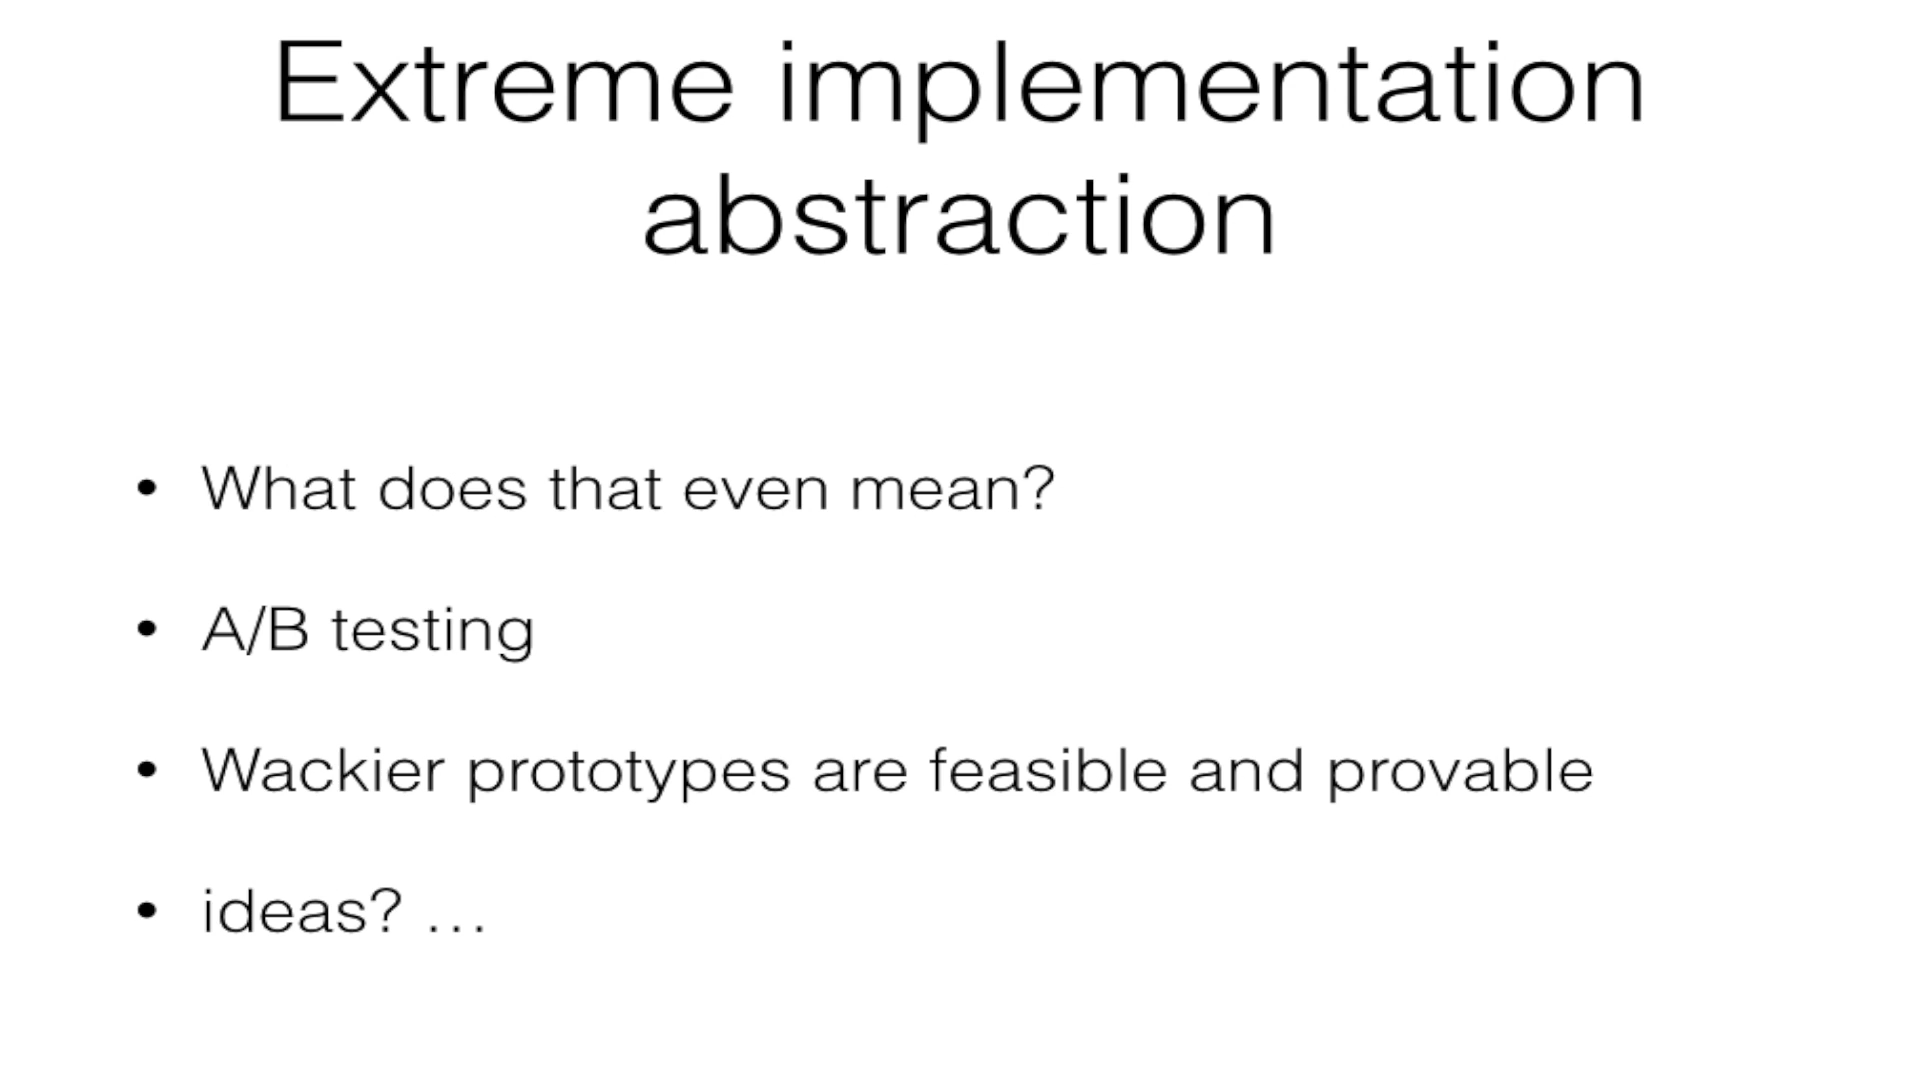 Extreme implementation
abstraction
• What does that even mean?
• A/B testing
• Wackier prototypes are feasible and provable
• ideas? …